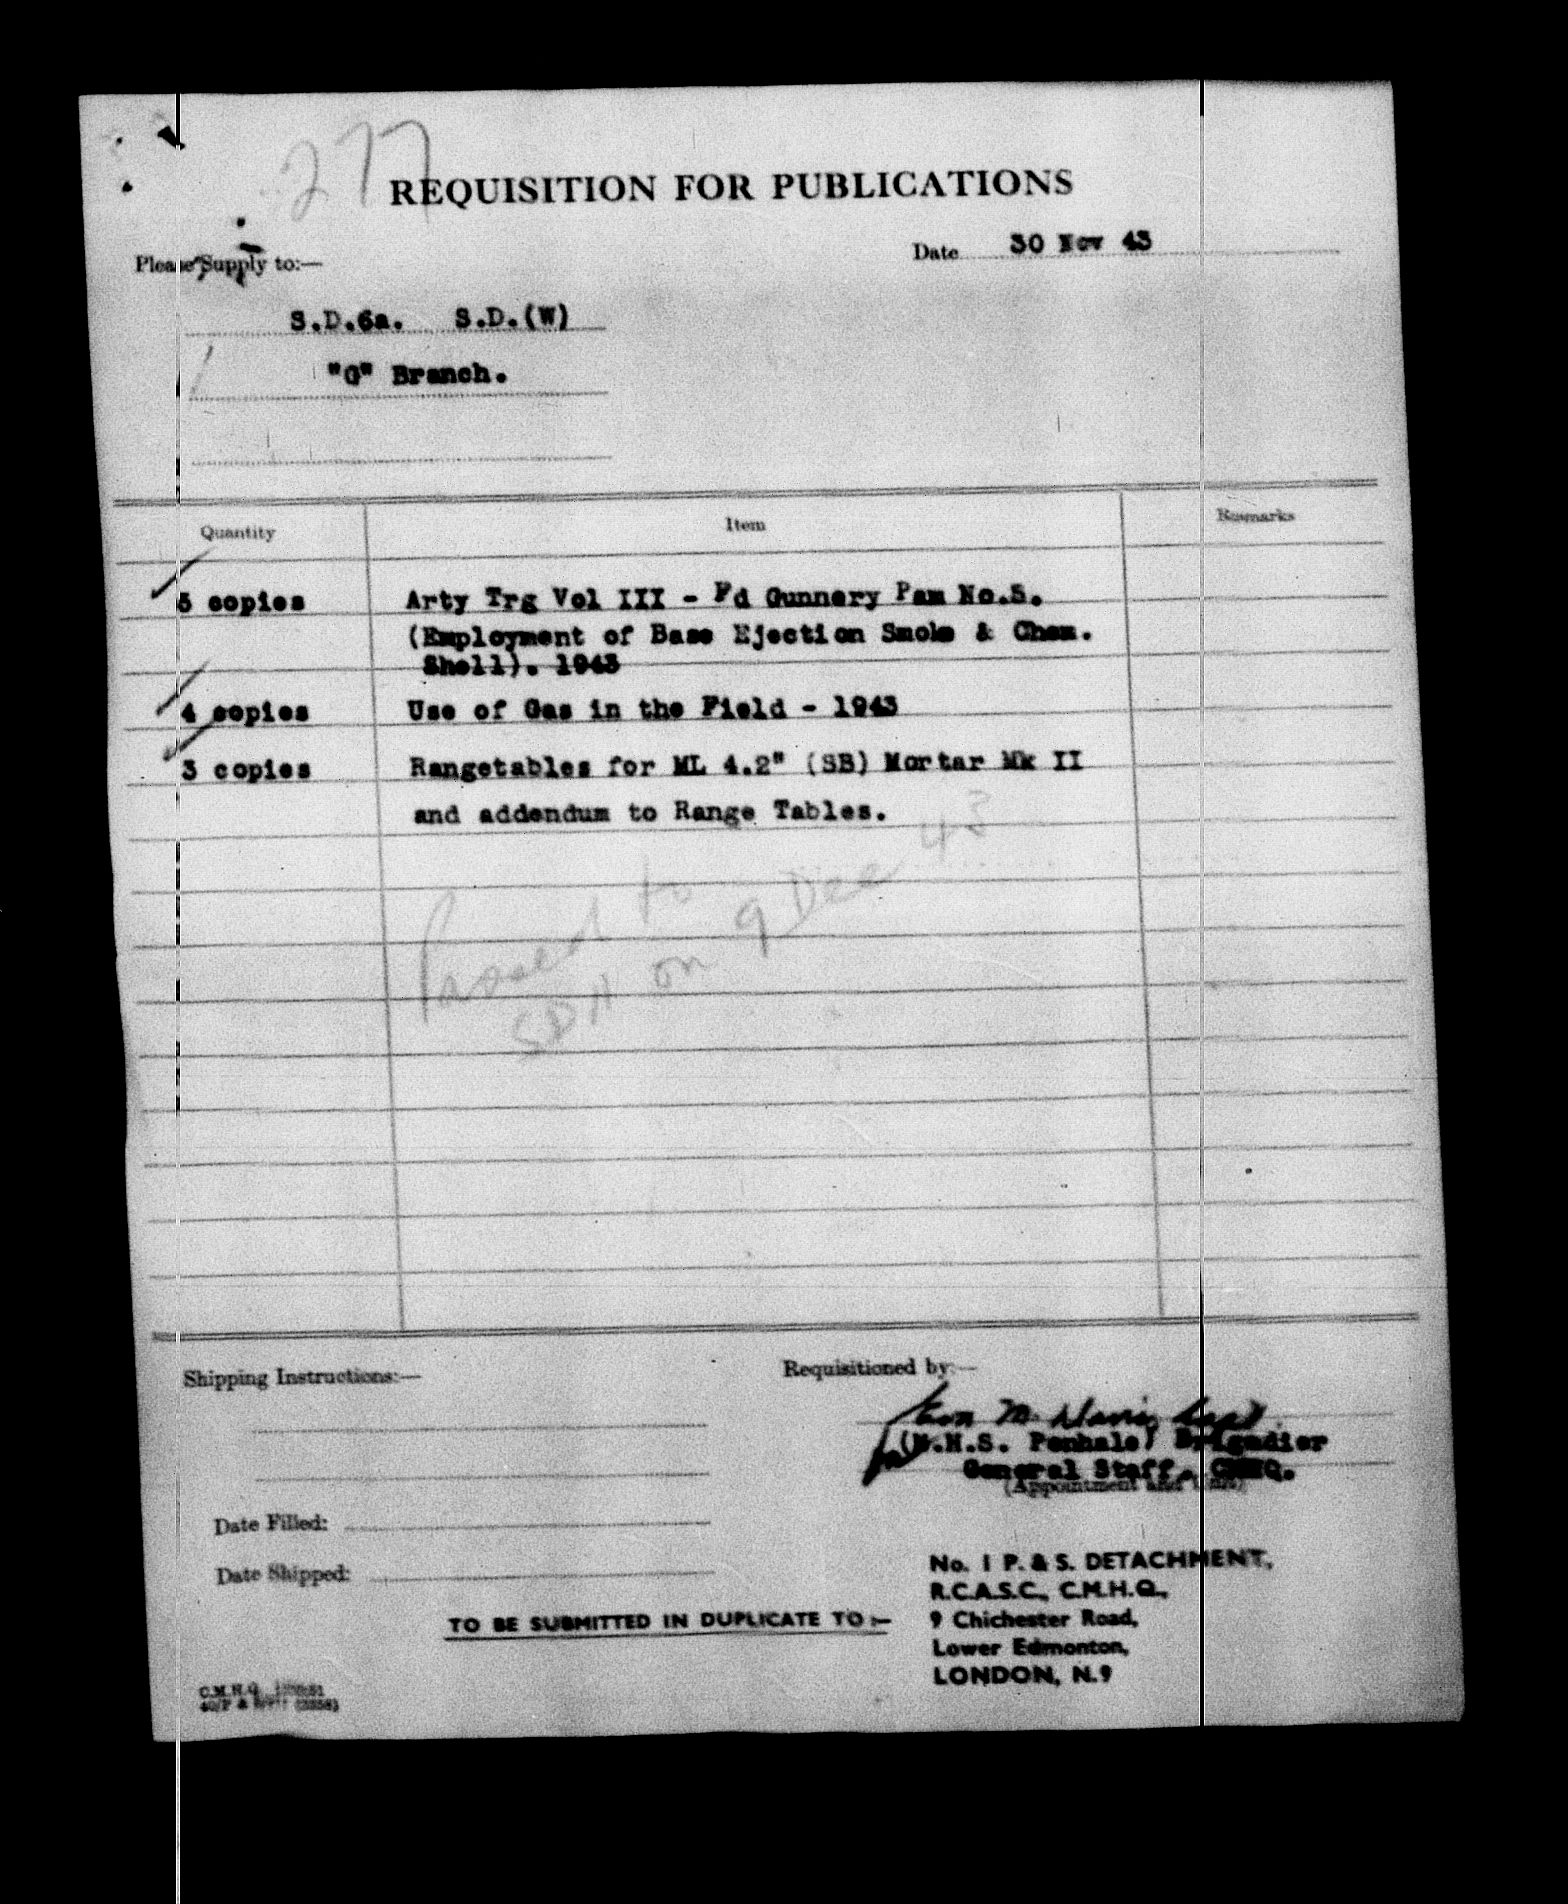 277
REQUISITION FOR PUBLICATIONS
Date 30 Nov 43
Please Supply to:—
S.D.6a. S.D.(W)
"G" Branch.
Quantity Item Remarks
5 copies Arty Trg Vol III - Fd Gunnery Pam No.5.
(Employment of Base Ejection Smoke & Chem.
Shell). 1943
4 copies Use of Gas in the Field - 1943
3 copies Rangetables for ML 4.2" (SB) Mortar Mk II
and addendum to Range Tables.
Passed to
SD on 9 Dec 43
Shipping Instructions:—
Requisitioned by:—
(W.H.S. Penhale) Brigadier
General Staff, CMHQ.
(Appointment and
Date Filled:
Date Shipped:
TO BE SUBMITTED IN DUPLICATE TO :—
No. 1 P. & S. DETACHMENT,
R.C.A.S.C., C.M.H.Q.,
9 Chichester Road,
Lower Edmonton,
LONDON, N.9
C.M.H.Q.